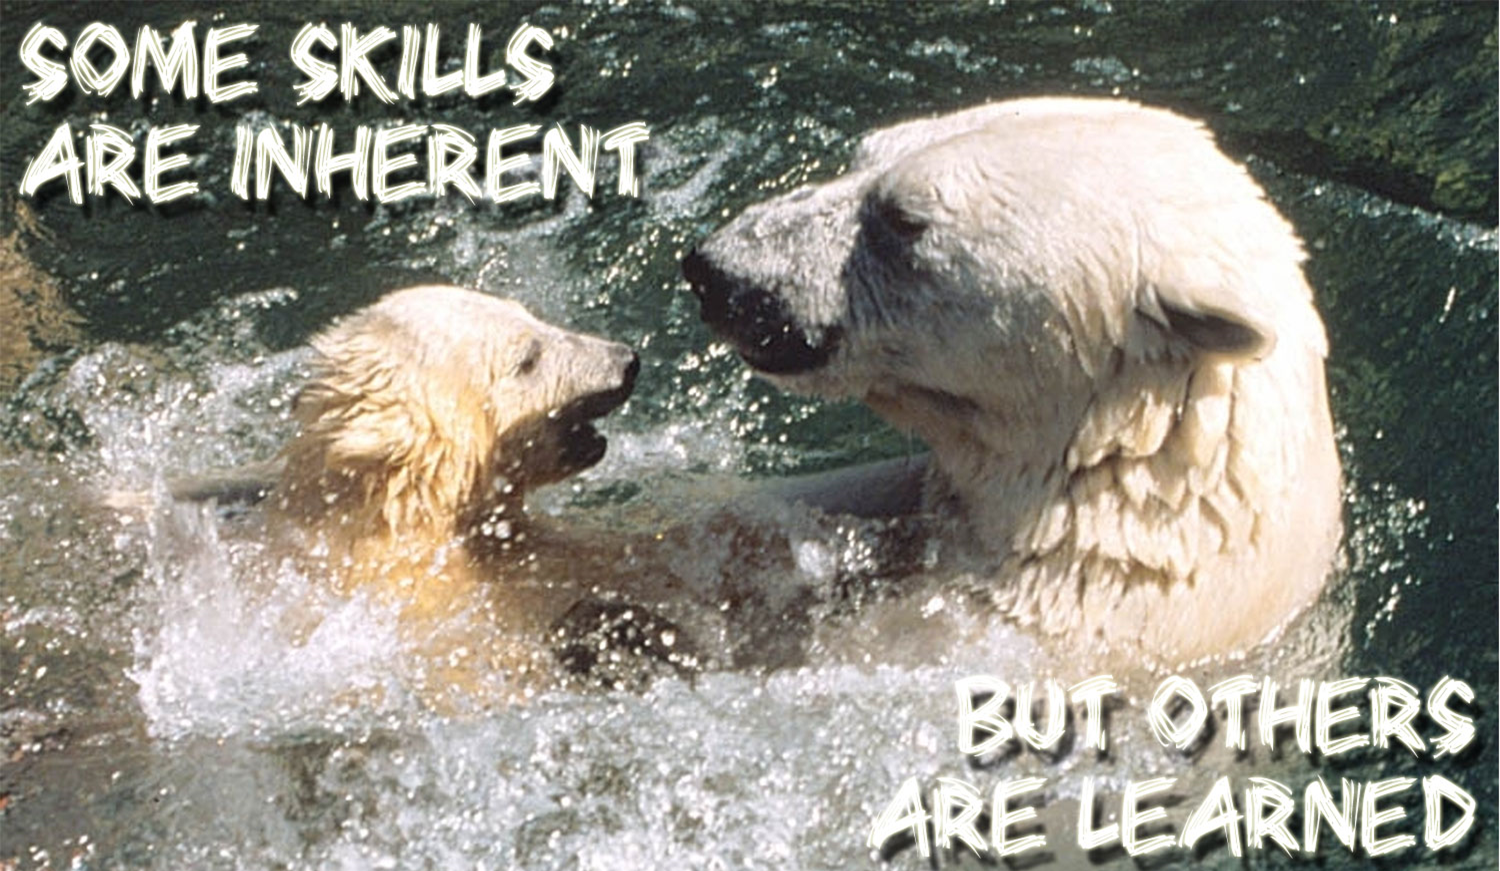 SOME SKILLS
ARE INHERENT
BUT OTHERS
ARE LEARNED